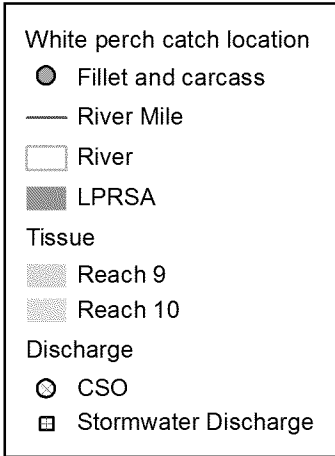 White perch catch location
Fillet and carcass
River Mile
River
LPRSA
Tissue
Reach 9
Reach 10
Discharge
CSO
Stormwater Discharge